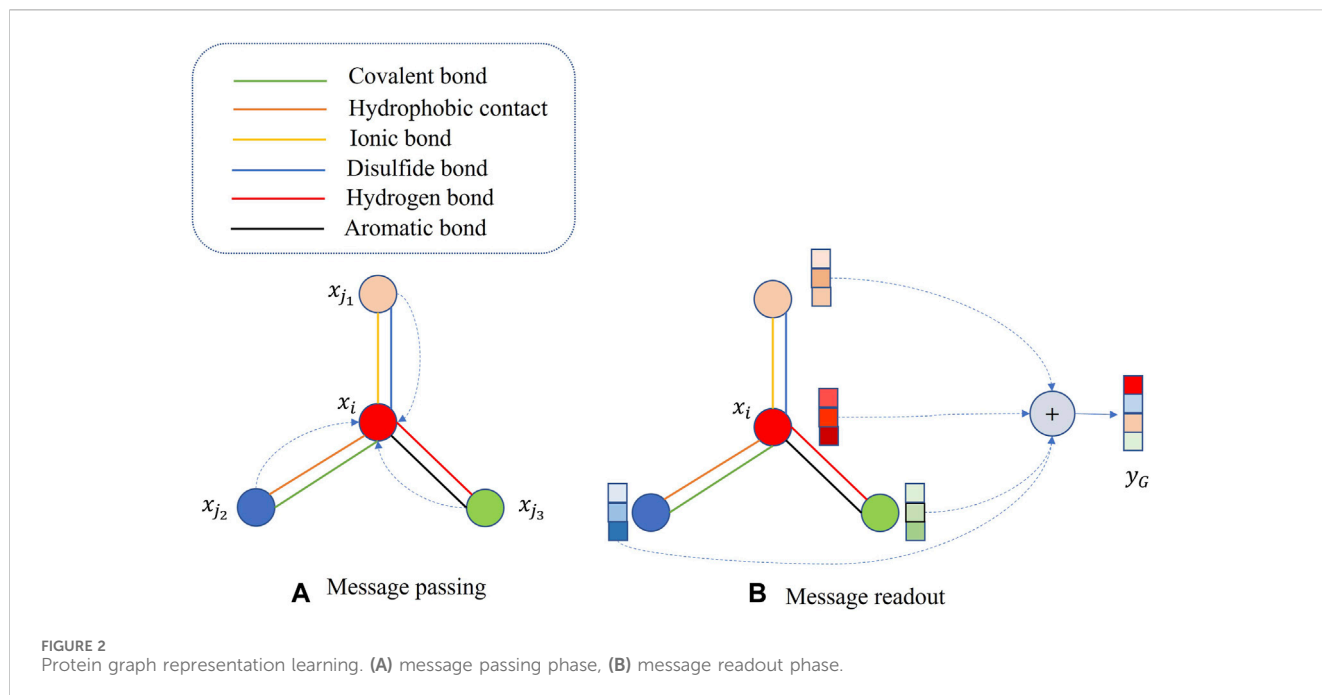 Covalent bond
Hydrophobic contact
Ionic bond
Disulfide bond
Hydrogen bond
Aromatic bond
x_{j_1}
x_i
x_{j_2}
x_{j_3}
A Message passing
x_i
+
y_G
B Message readout
FIGURE 2
Protein graph representation learning. (A) message passing phase, (B) message readout phase.